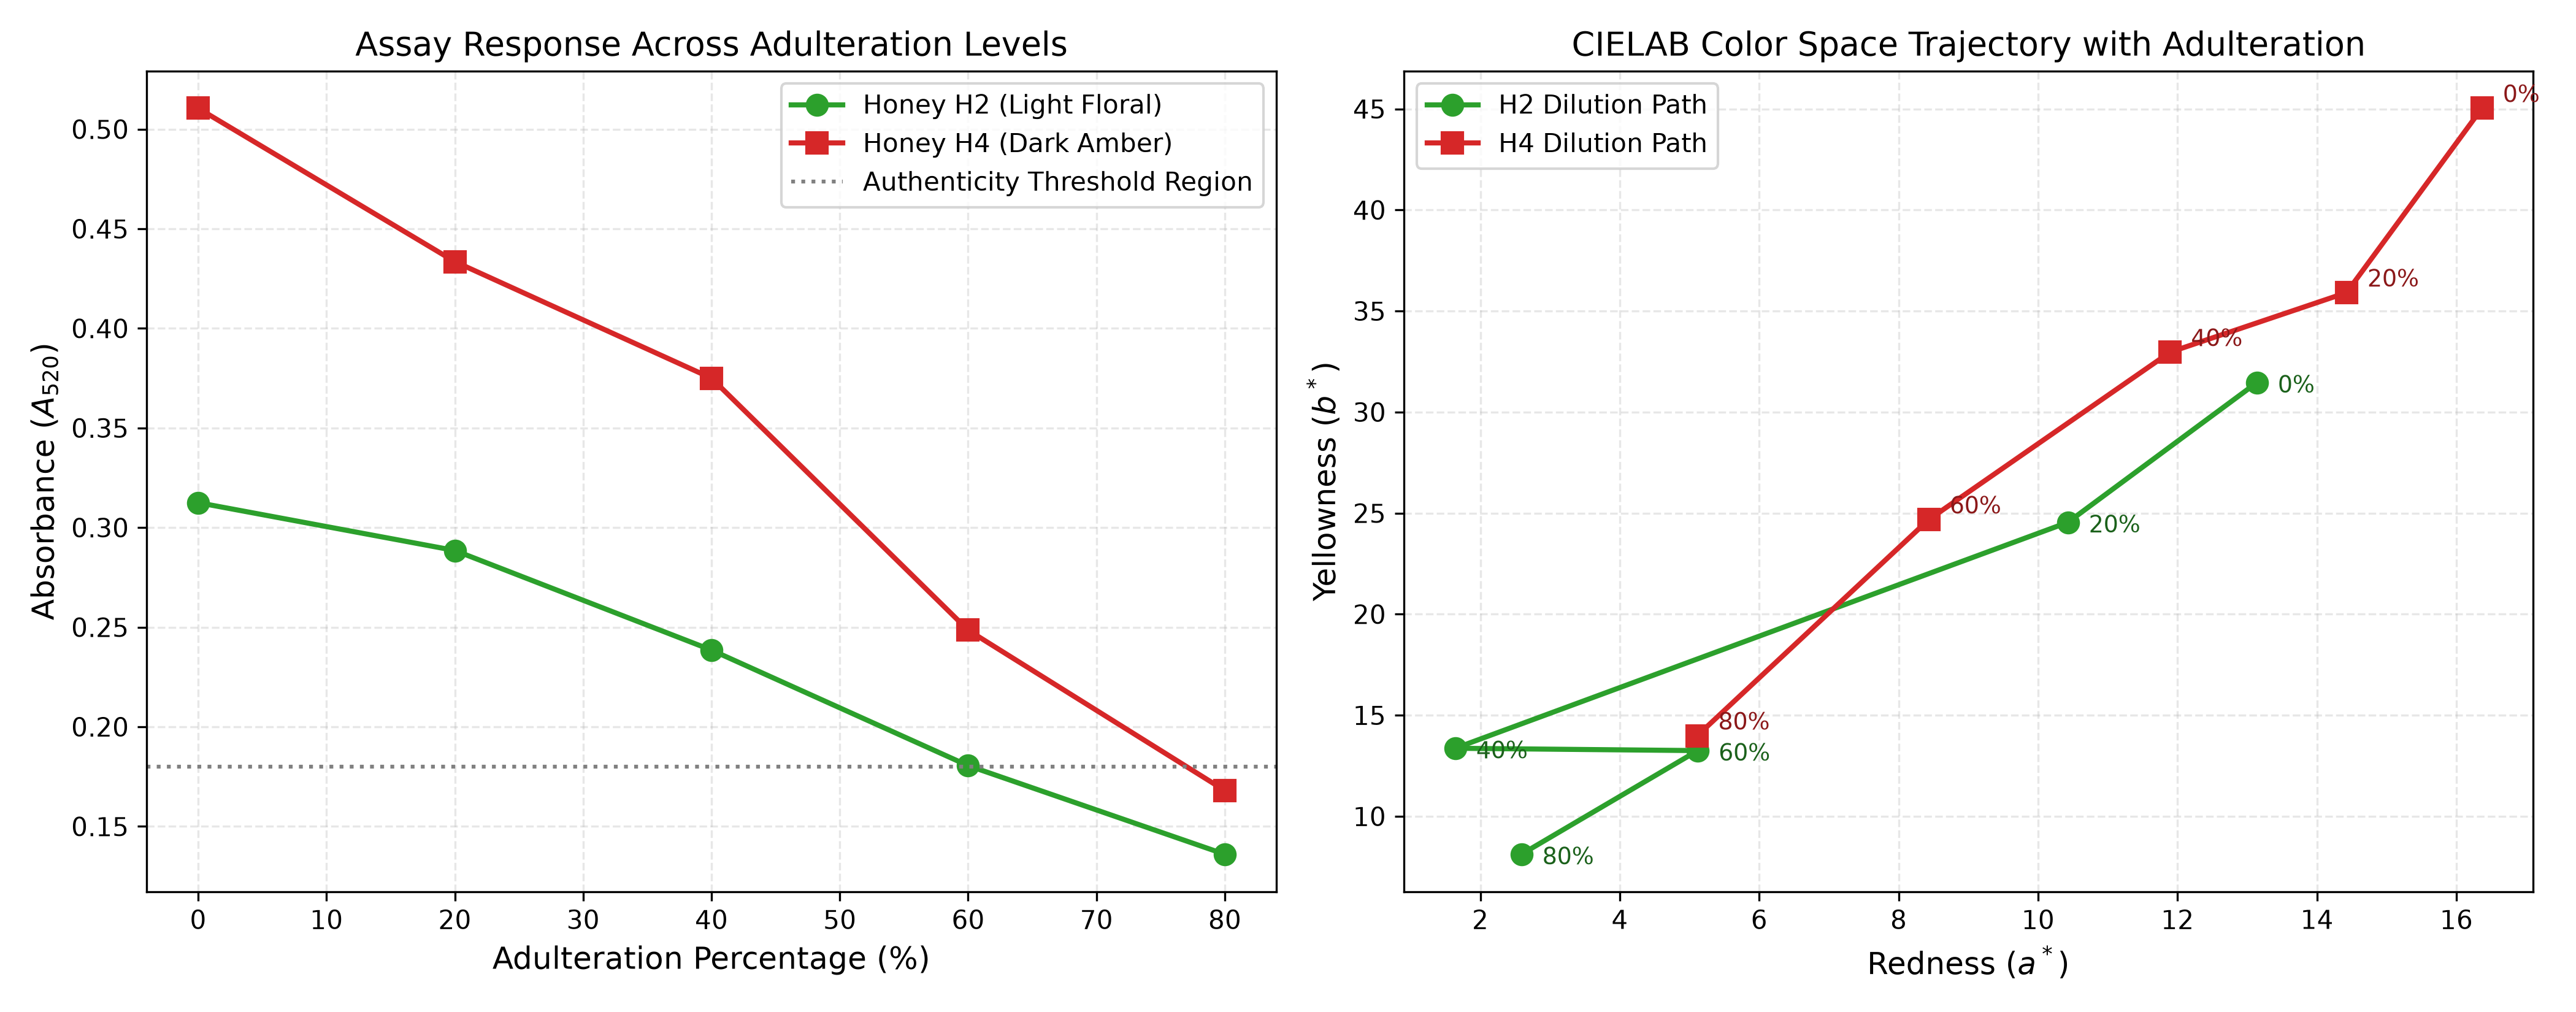 Assay Response Across Adulteration Levels
Honey H2 (Light Floral)
Honey H4 (Dark Amber)
Authenticity Threshold Region
Absorbance (A520)
0.50
0.45
0.40
0.35
0.30
0.25
0.20
0.15
0 10 20 30 40 50 60 70 80
Adulteration Percentage (%)
CIELAB Color Space Trajectory with Adulteration
H2 Dilution Path
H4 Dilution Path
Yellowness (b*)
45
40
35
30
25
20
15
10
0%
20%
40%
0%
60%
20%
80%
40%
60%
80%
2 4 6 8 10 12 14 16
Redness (a*)